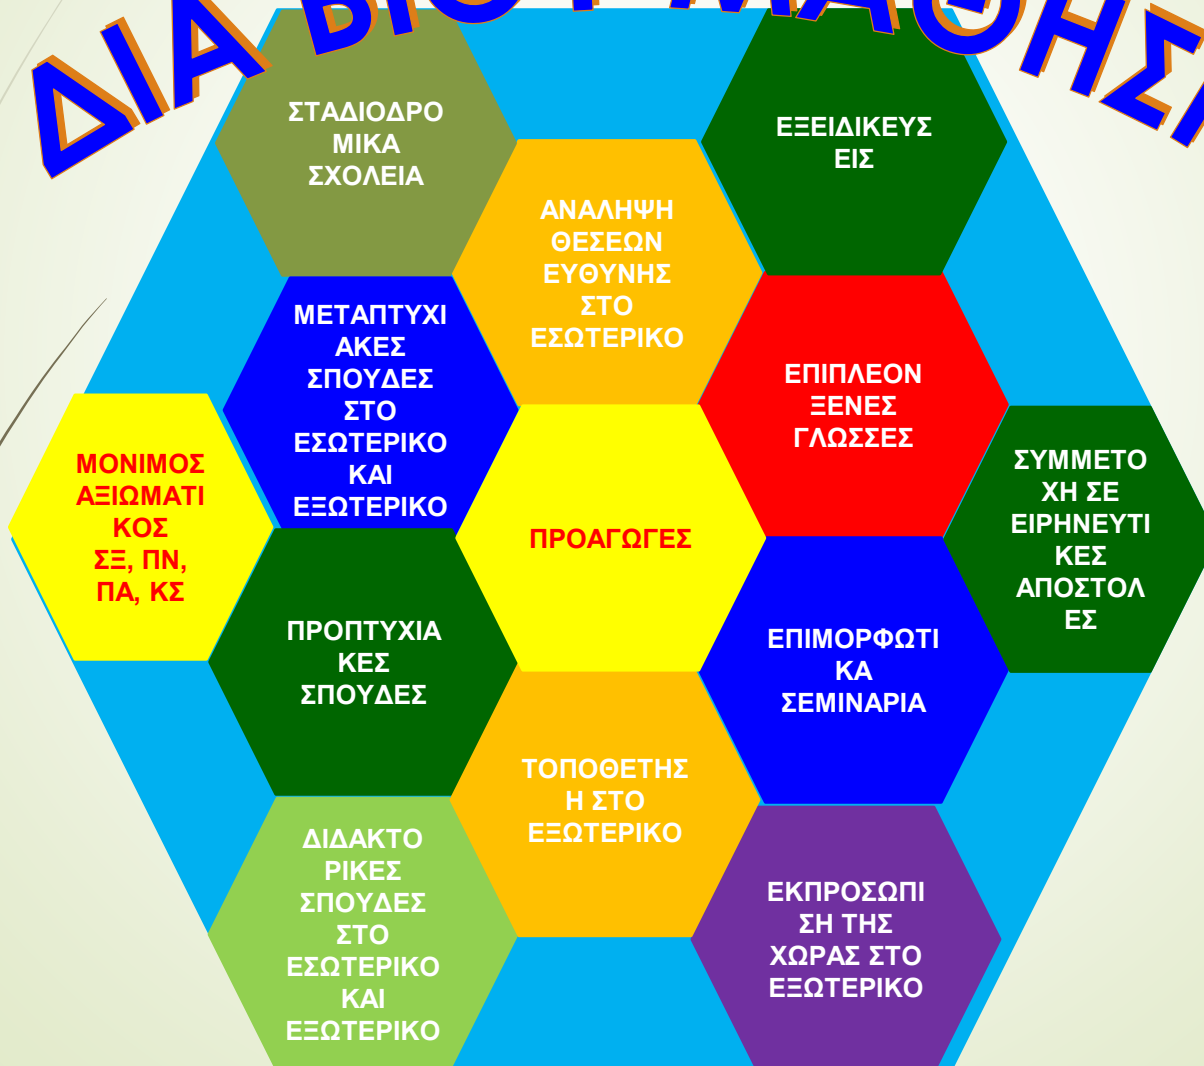 ΔΙΑ ΒΙΟΥ ΜΑΘΗΣΗ
ΣΤΑΔΙΟΔΡΟ
ΜΙΚΑ
ΣΧΟΛΕΙΑ
ΕΞΕΙΔΙΚΕΥΣ
ΕΙΣ
ΑΝΑΛΗΨΗ
ΘΕΣΕΩΝ
ΕΥΘΥΝΗΣ
ΣΤΟ
ΕΣΩΤΕΡΙΚΟ
ΜΕΤΑΠΤΥΧΙ
ΑΚΕΣ
ΣΠΟΥΔΕΣ
ΣΤΟ
ΕΣΩΤΕΡΙΚΟ
ΚΑΙ
ΕΞΩΤΕΡΙΚΟ
ΕΠΙΠΛΕΟΝ
ΞΕΝΕΣ
ΓΛΩΣΣΕΣ
ΜΟΝΙΜΟΣ
ΑΞΙΩΜΑΤΙ
ΚΟΣ
ΣΞ, ΠΝ,
ΠΑ, ΚΣ
ΠΡΟΑΓΩΓΕΣ
ΣΥΜΜΕΤΟ
ΧΗ ΣΕ
ΕΙΡΗΝΕΥΤΙ
ΚΕΣ
ΑΠΟΣΤΟΛ
ΕΣ
ΠΡΟΠΤΥΧΙΑ
ΚΕΣ
ΣΠΟΥΔΕΣ
ΕΠΙΜΟΡΦΩΤΙ
ΚΑ
ΣΕΜΙΝΑΡΙΑ
ΤΟΠΟΘΕΤΗΣ
Η ΣΤΟ
ΕΞΩΤΕΡΙΚΟ
ΔΙΔΑΚΤΟ
ΡΙΚΕΣ
ΣΠΟΥΔΕΣ
ΣΤΟ
ΕΣΩΤΕΡΙΚΟ
ΚΑΙ
ΕΞΩΤΕΡΙΚΟ
ΕΚΠΡΟΣΩΠΙ
ΣΗ ΤΗΣ
ΧΩΡΑΣ ΣΤΟ
ΕΞΩΤΕΡΙΚΟ